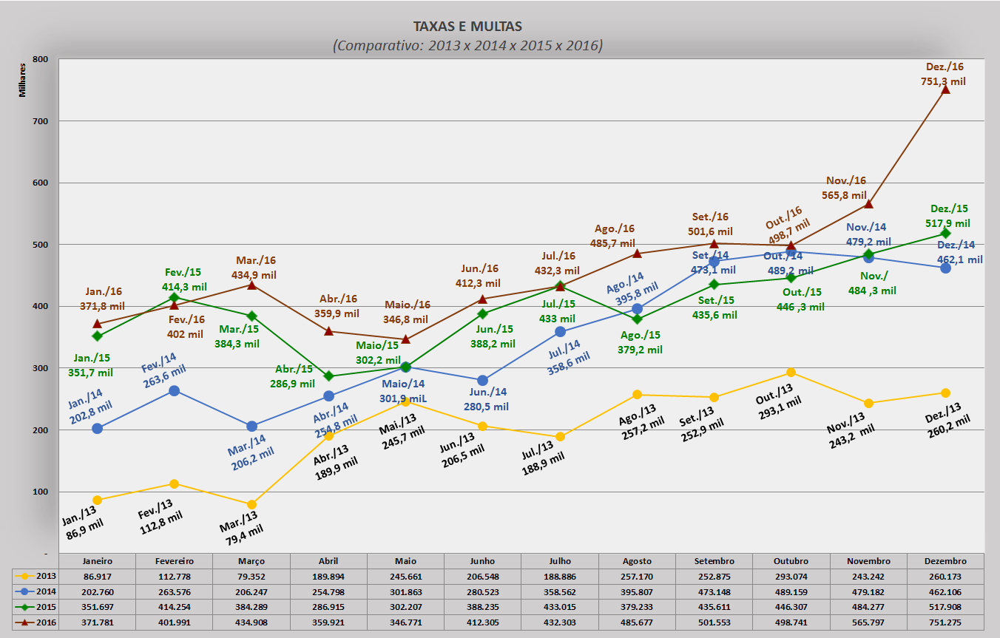 TAXAS E MULTAS
(Comparativo: 2013 x 2014 x 2015 x 2016)
Milhares
800
700
600
500
400
300
200
100
-
Jan./16
371,8 mil
Fev./16
402 mil
Mar./16
434,9 mil
Abr./16
359,9 mil
Maio./16
346,8 mil
Jun./16
412,3 mil
Jul./16
432,3 mil
Ago./16
485,7 mil
Set./16
501,6 mil
Out./16
498,7 mil
Nov./16
565,8 mil
Dez./16
751,3 mil
Jan./15
351,7 mil
Fev./15
414,3 mil
Mar./15
384,3 mil
Abr./15
286,9 mil
Maio/15
302,2 mil
Jun./15
388,2 mil
Jul./15
433 mil
Ago./15
379,2 mil
Set./15
435,6 mil
Out./15
446 ,3 mil
Nov./
484 ,3 mil
Dez./15
517,9 mil
Jan./14
202,8 mil
Fev./14
263,6 mil
Mar./14
206,2 mil
Abr./14
254,8 mil
Maio/14
301,9 miL
Jun./14
280,5 mil
Jul./14
358,6 mil
Ago./14
395,8 mil
Set./14
473,1 mil
Out./14
489,2 mil
Nov./14
479,2 mil
Dez./14
462,1 mil
Jan./13
86,9 mil
Fev./13
112,8 mil
Mar./13
79,4 mil
Abr./13
189,9 mil
Mai./13
245,7 mil
Jun./13
206,5 mil
Jul./13
188,9 mil
Ago./13
257,2 mil
Set./13
252,9 mil
Out./13
293,1 mil
Nov./13
243,2 mil
Dez./13
260,2 mil
Janeiro Fevereiro Março Abril Maio Junho Julho Agosto Setembro Outubro Novembro Dezembro
2013 86.917 112.778 79.352 189.894 245.661 206.548 188.886 257.170 252.875 293.074 243.242 260.173
2014 202.760 263.576 206.247 254.798 301.863 280.523 358.562 395.807 473.148 489.159 479.182 462.106
2015 351.697 414.254 384.289 286.915 302.207 388.235 433.015 379.233 435.611 446.307 484.277 517.908
2016 371.781 401.991 434.908 359.921 346.771 412.305 432.303 485.677 501.553 498.741 565.797 751.275